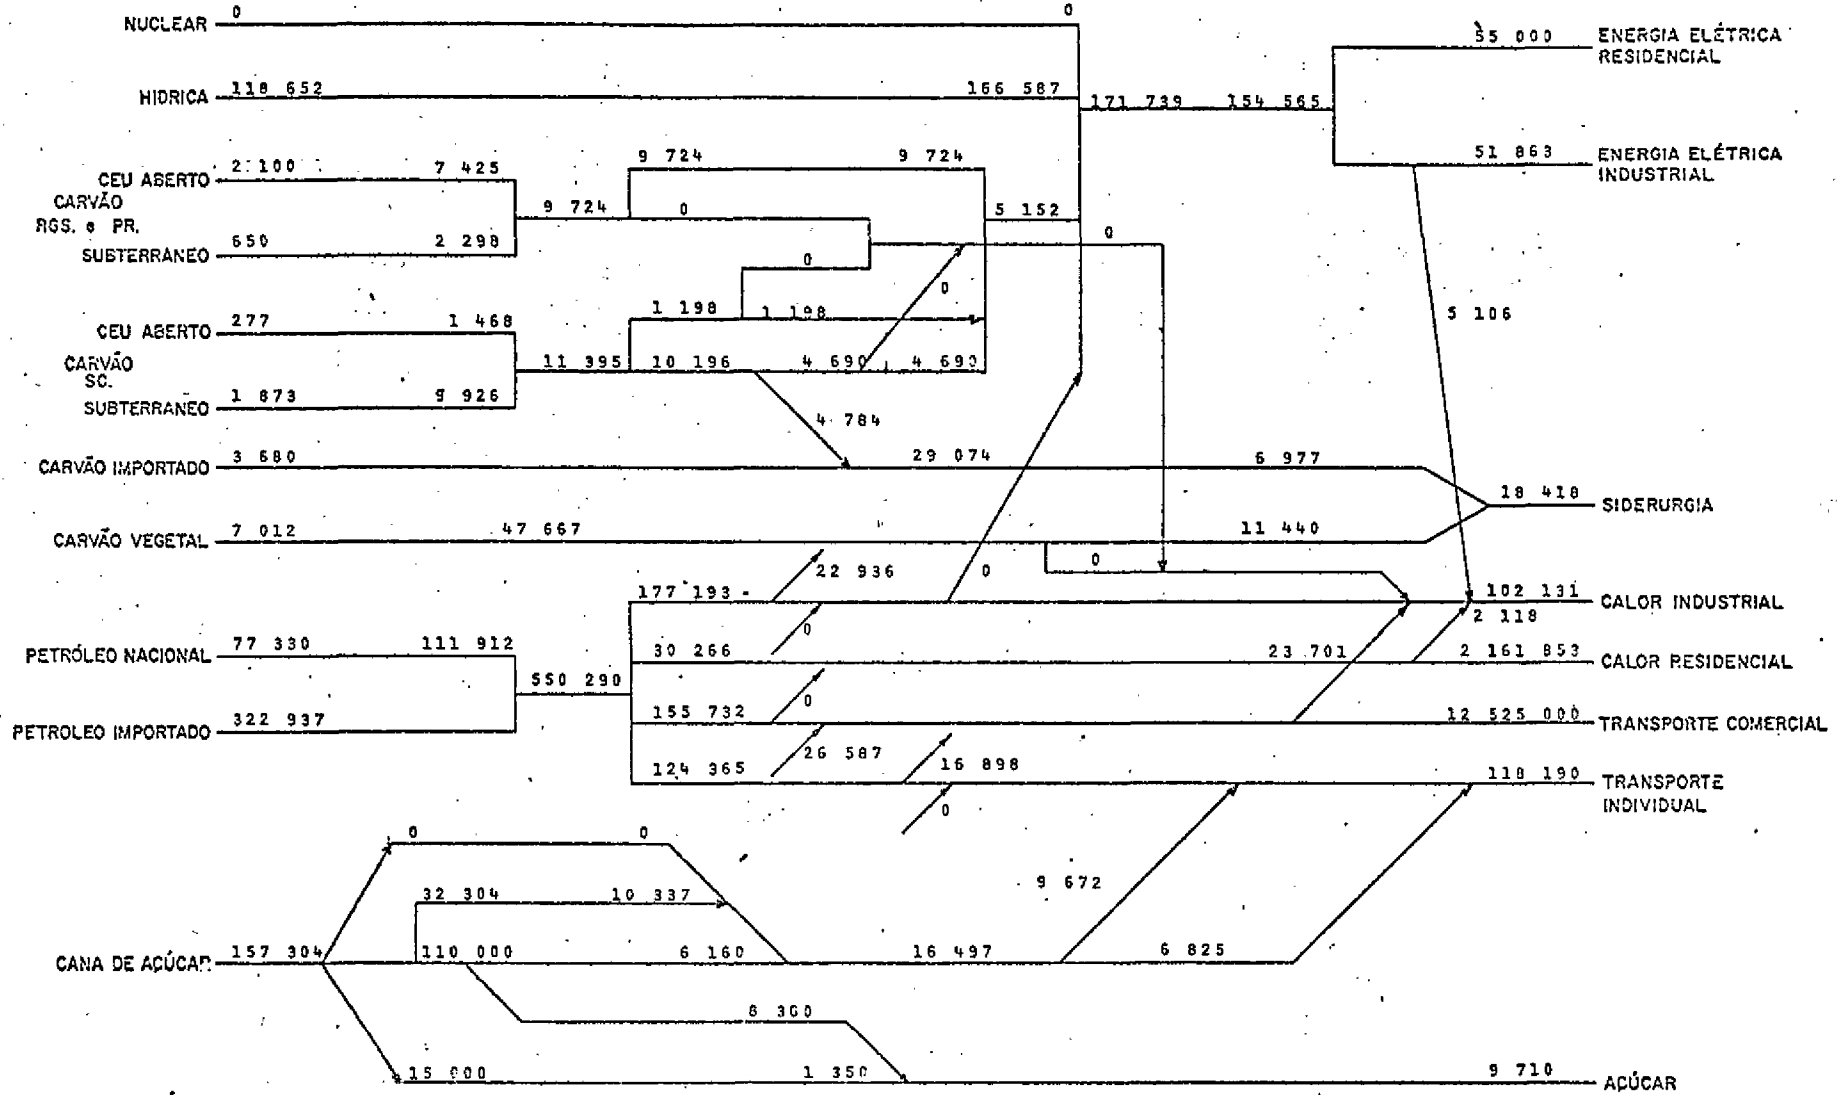 0 0
NUCLEAR
55 000 ENERGIA ELÉTRICA
RESIDENCIAL
HIDRICA 118 652 166 587
171 739 154 565
9 724 9 724
51 863 ENERGIA ELÉTRICA
INDUSTRIAL
CEU ABERTO 2 100 7 425
CARVÃO
RGS. e PR.
9 724 0 5 152
0
SUBTERRANEO 650 2 298
0
0
5 106
CEU ABERTO 277 1 468
1 198 1 198
CARVÃO
SC.
11 395 10 196 4 690 4 690
SUBTERRANEO 1 873 9 926
4 784
CARVÃO IMPORTADO 3 680 29 074 6 977
18 418 SIDERURGIA
CARVÃO VEGETAL 7 012 47 667 11 440
22 936 0 0
177 193 102 131 CALOR INDUSTRIAL
2 118
0
PETRÓLEO NACIONAL 77 330 111 912
30 266 23 701 2 161 853 CALOR RESIDENCIAL
550 290
0
155 732 12 525 000 TRANSPORTE COMERCIAL
PETROLEO IMPORTADO 322 937
26 587 16 898
124 365 118 190 TRANSPORTE
INDIVIDUAL
0
0 0
32 304 10 337
9 672
CANA DE AÇÚCAR 157 304 110 000 6 160 16 497 6 825
15 000 1 350 9 710 AÇÚCAR